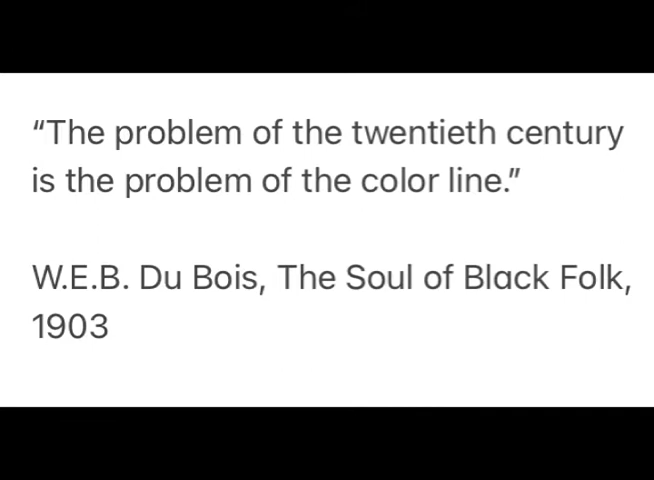 “The problem of the twentieth century
is the problem of the color line.”
W.E.B. Du Bois, The Soul of Black Folk,
1903